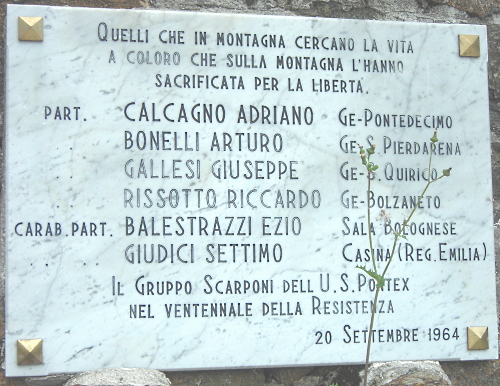 QUELLI CHE IN MONTAGNA CERCANO LA VITA
A COLORO CHE SULLA MONTAGNA L'HANNO
SACRIFICATA PER LA LIBERTA.
PART. CALCAGNO ADRIANO GE-PONTEDECIMO
. . BONELLI ARTURO GE-S. PIERDARENA
. . GALLESI GIUSEPPE GE-S. QUIRICO
. . RISSOTTO RICCARDO GE-BOLZANETO
CARAB. PART. BALESTRAZZI EZIO SALA BOLOGNESE
. . . . GIUDICI SETTIMO CASINA (REG. EMILIA)
IL GRUPPO SCARPONI DELL U.S. PONTEX
NEL VENTENNALE DELLA RESISTENZA
20 SETTEMBRE 1964